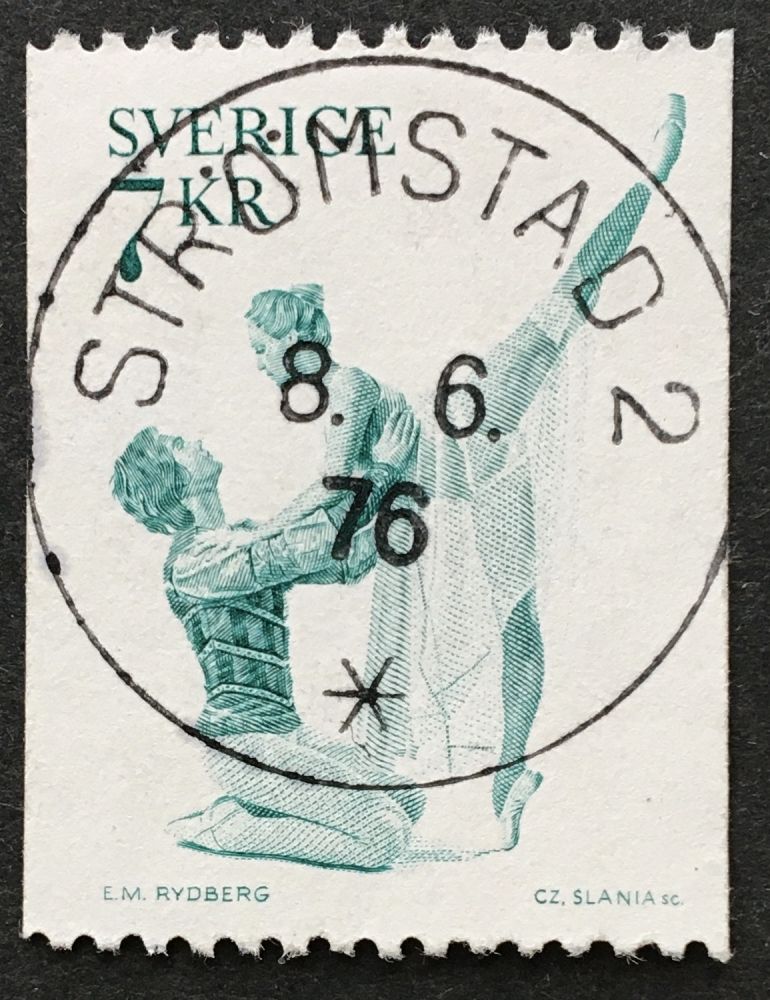 SVERIGE
7 KR
STRÖMSTAD 2
8. 6.
76
E.M. RYDBERG
CZ. SLANIA sc.